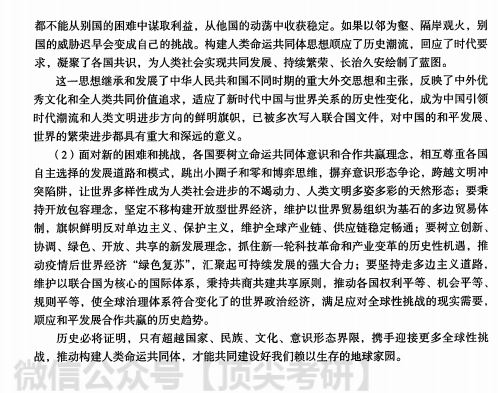 都不能从别国的困难中谋取利益，从他国的动荡中收获稳定。如果以邻为壑、隔岸观火，别
国的威胁迟早会变成自己的挑战。构建人类命运共同体思想顺应了历史潮流，回应了时代要
求，凝聚了各国共识，为人类社会实现共同发展、持续繁荣、长治久安绘制了蓝图。
这一思想继承和发展了中华人民共和国不同时期的重大外交思想和主张，反映了中外优
秀文化和全人类共同价值追求，适应了新时代中国与世界关系的历史性变化，成为中国引领
时代潮流和人类文明进步方向的鲜明旗帜，已被多次写入联合国文件，对中国的和平发展、
世界的繁荣进步都具有重大和深远的意义。
（2）面对新的困难和挑战，各国要树立命运共同体意识和合作共赢理念，相互尊重各国
自主选择的发展道路和模式，跳出小圈子和零和博弈思维，摒弃意识形态争论，跨越文明冲
突陷阱，让世界多样性成为人类社会进步的不竭动力、人类文明多姿多彩的天然形态；要秉
持开放包容理念，坚定不移构建开放型世界经济，维护以世界贸易组织为基石的多边贸易体
制，旗帜鲜明反对单边主义、保护主义，维护全球产业链、供应链稳定畅通；要树立创新、
协调、绿色、开放、共享的新发展理念，抓住新一轮科技革命和产业变革的历史性机遇，推
动疫情后世界经济“绿色复苏”，汇聚起可持续发展的强大合力；要坚持走多边主义道路，
维护以联合国为核心的国际体系，秉持共商共建共享原则，推动各国权利平等、机会平等、
规则平等，使全球治理体系符合变化了的世界政治经济，满足应对全球性挑战的现实需要，
顺应和平发展合作共赢的历史趋势。
历史必将证明，只有超越国家、民族、文化、意识形态界限，携手迎接更多全球性挑
战，推动构建人类命运共同体，才能共同建设好我们赖以生存的地球家园。
微信公众号【顶尖考研】